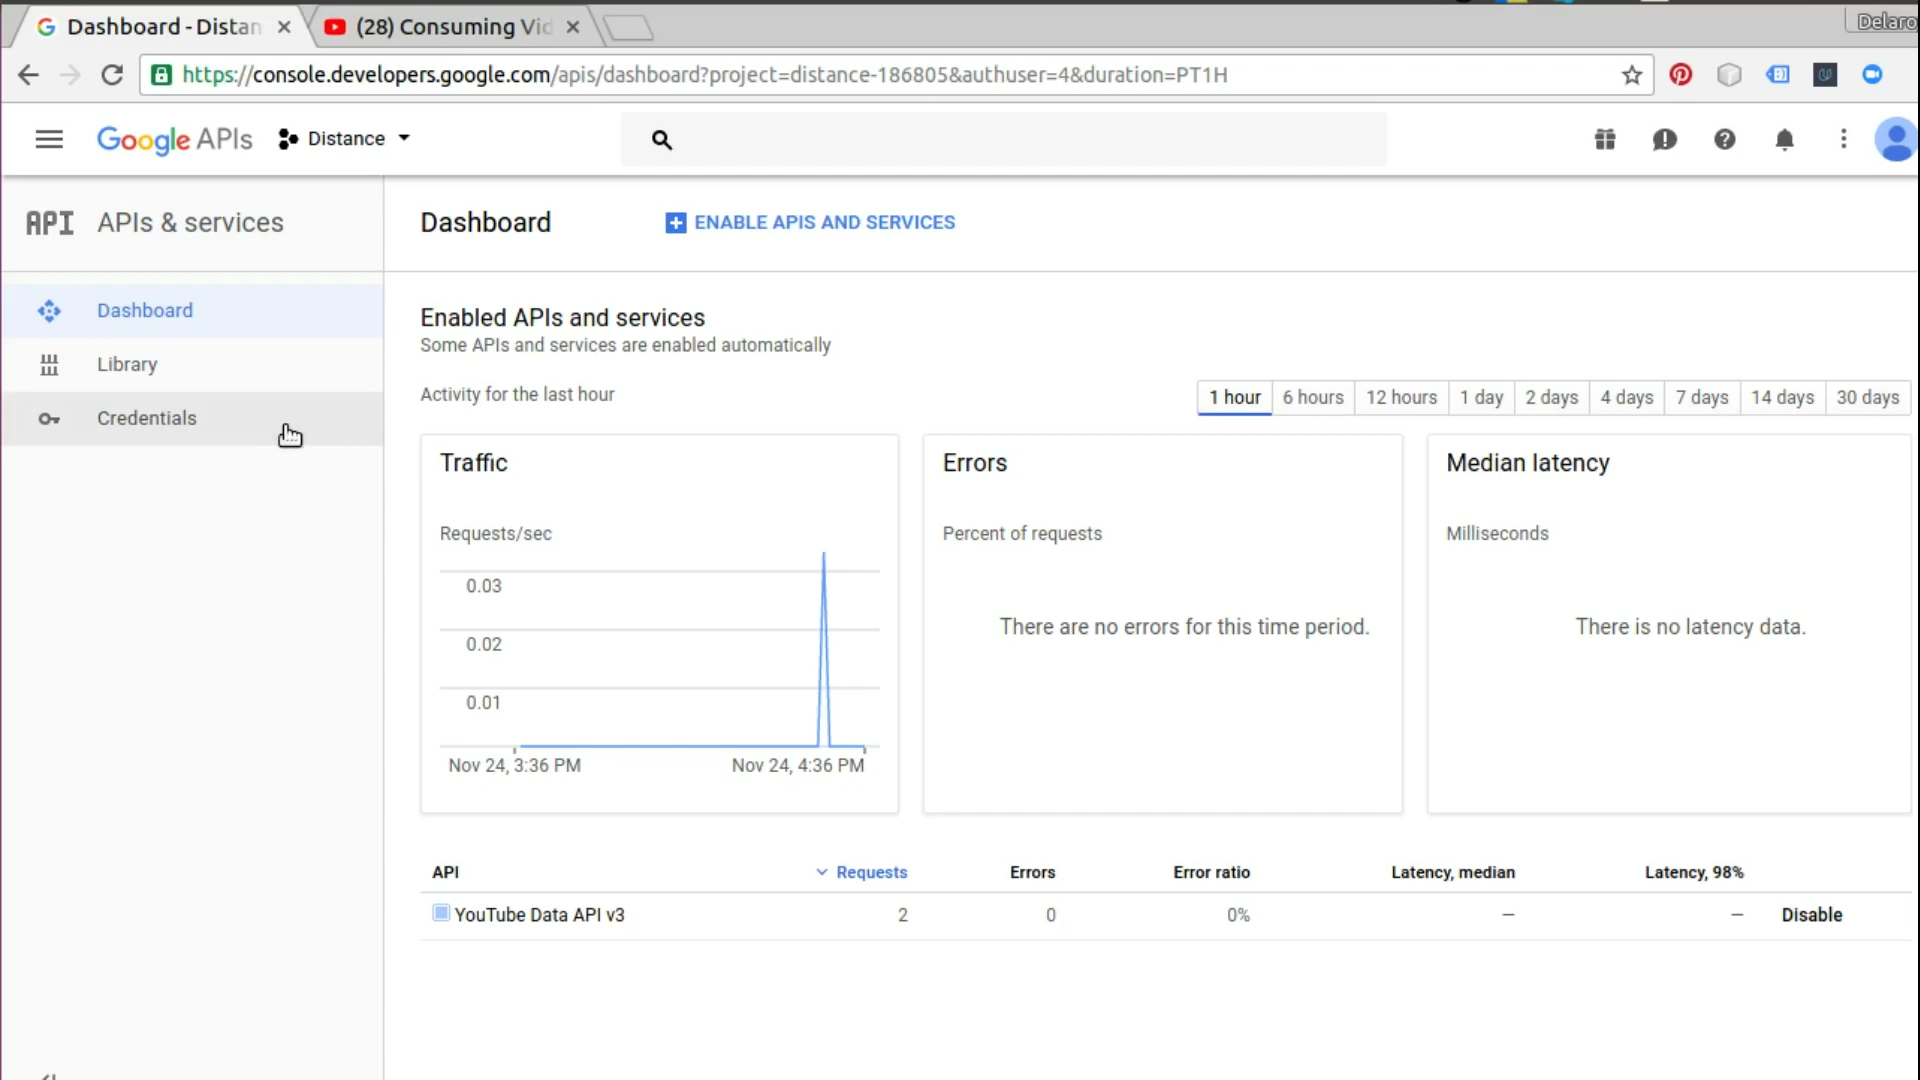 Dashboard - Distan
(28) Consuming Vid
Delaro
https://console.developers.google.com/apis/dashboard?project=distance-186805&authuser=4&duration=PT1H
Google APIs
Distance
API APIs & services
Dashboard
ENABLE APIS AND SERVICES
Dashboard
Library
Credentials
Enabled APIs and services
Some APIs and services are enabled automatically
Activity for the last hour
1 hour 6 hours 12 hours 1 day 2 days 4 days 7 days 14 days 30 days
Traffic
Requests/sec
0.03
0.02
0.01
Nov 24, 3:36 PM Nov 24, 4:36 PM
Errors
Percent of requests
There are no errors for this time period.
Median latency
Milliseconds
There is no latency data.
API Requests Errors Error ratio Latency, median Latency, 98%
YouTube Data API v3 2 0 0% — — Disable